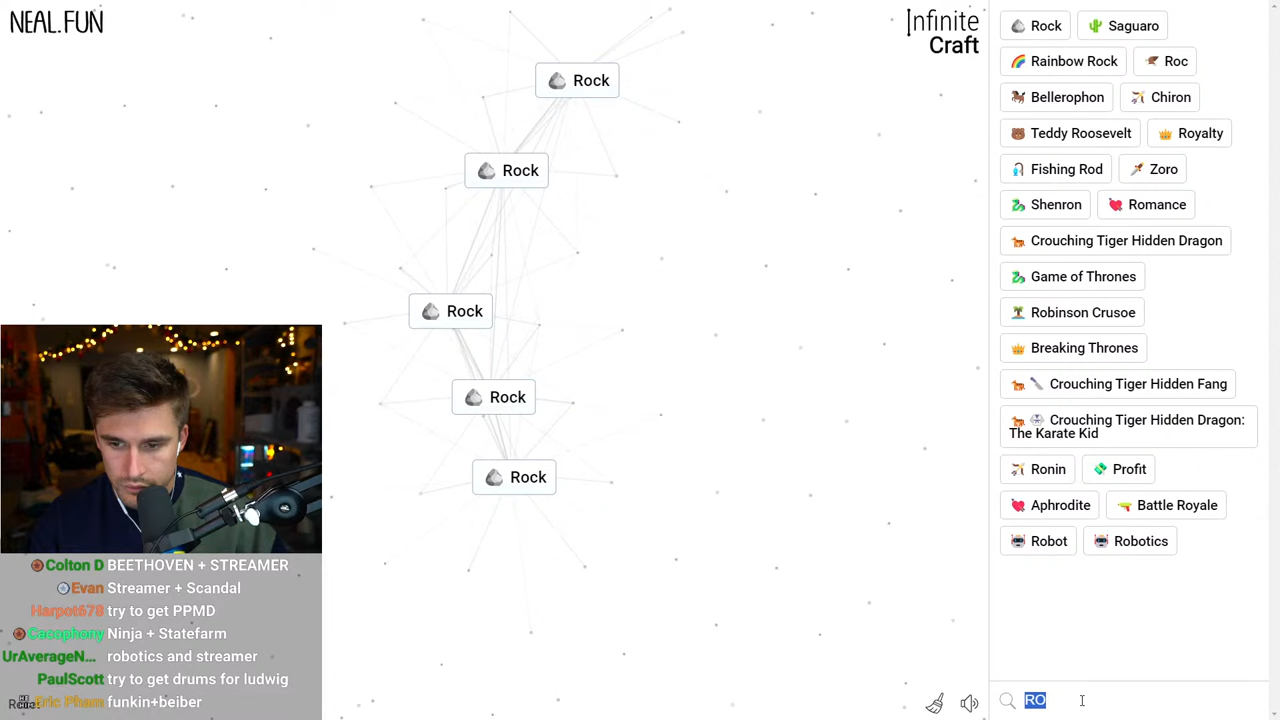 NEAL.FUN
Infinite
Craft
Rock
Rock
Rock
Rock
Rock
Rock
Saguaro
Rainbow Rock
Roc
Bellerophon
Chiron
Teddy Roosevelt
Royalty
Fishing Rod
Zoro
Shenron
Romance
Crouching Tiger Hidden Dragon
Game of Thrones
Robinson Crusoe
Breaking Thrones
Crouching Tiger Hidden Fang
Crouching Tiger Hidden Dragon:
The Karate Kid
Ronin
Profit
Aphrodite
Battle Royale
Robot
Robotics
RO
Colton D BEETHOVEN + STREAMER
Evan Streamer + Scandal
Harpot678 try to get PPMD
Cacophony Ninja + Statefarm
UrAverageN... robotics and streamer
PaulScott try to get drums for ludwig
Eric Pham funkin+beiber